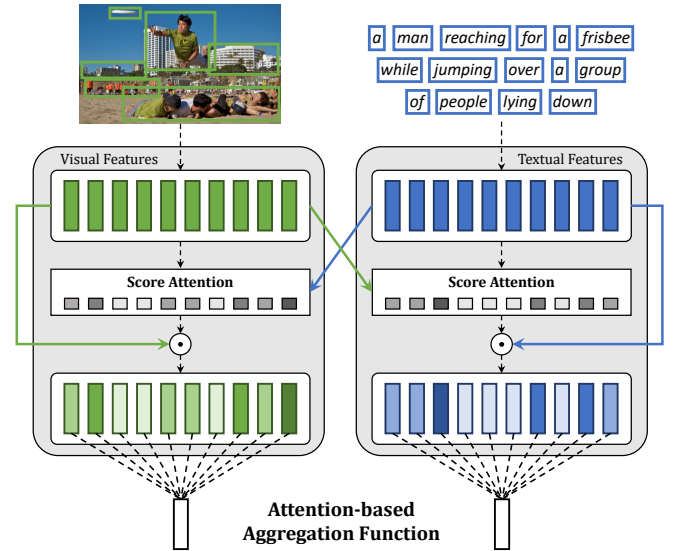 a man reaching for a frisbee
while jumping over a group
of people lying down
Visual Features
Textual Features
Score Attention
Score Attention
Attention-based
Aggregation Function